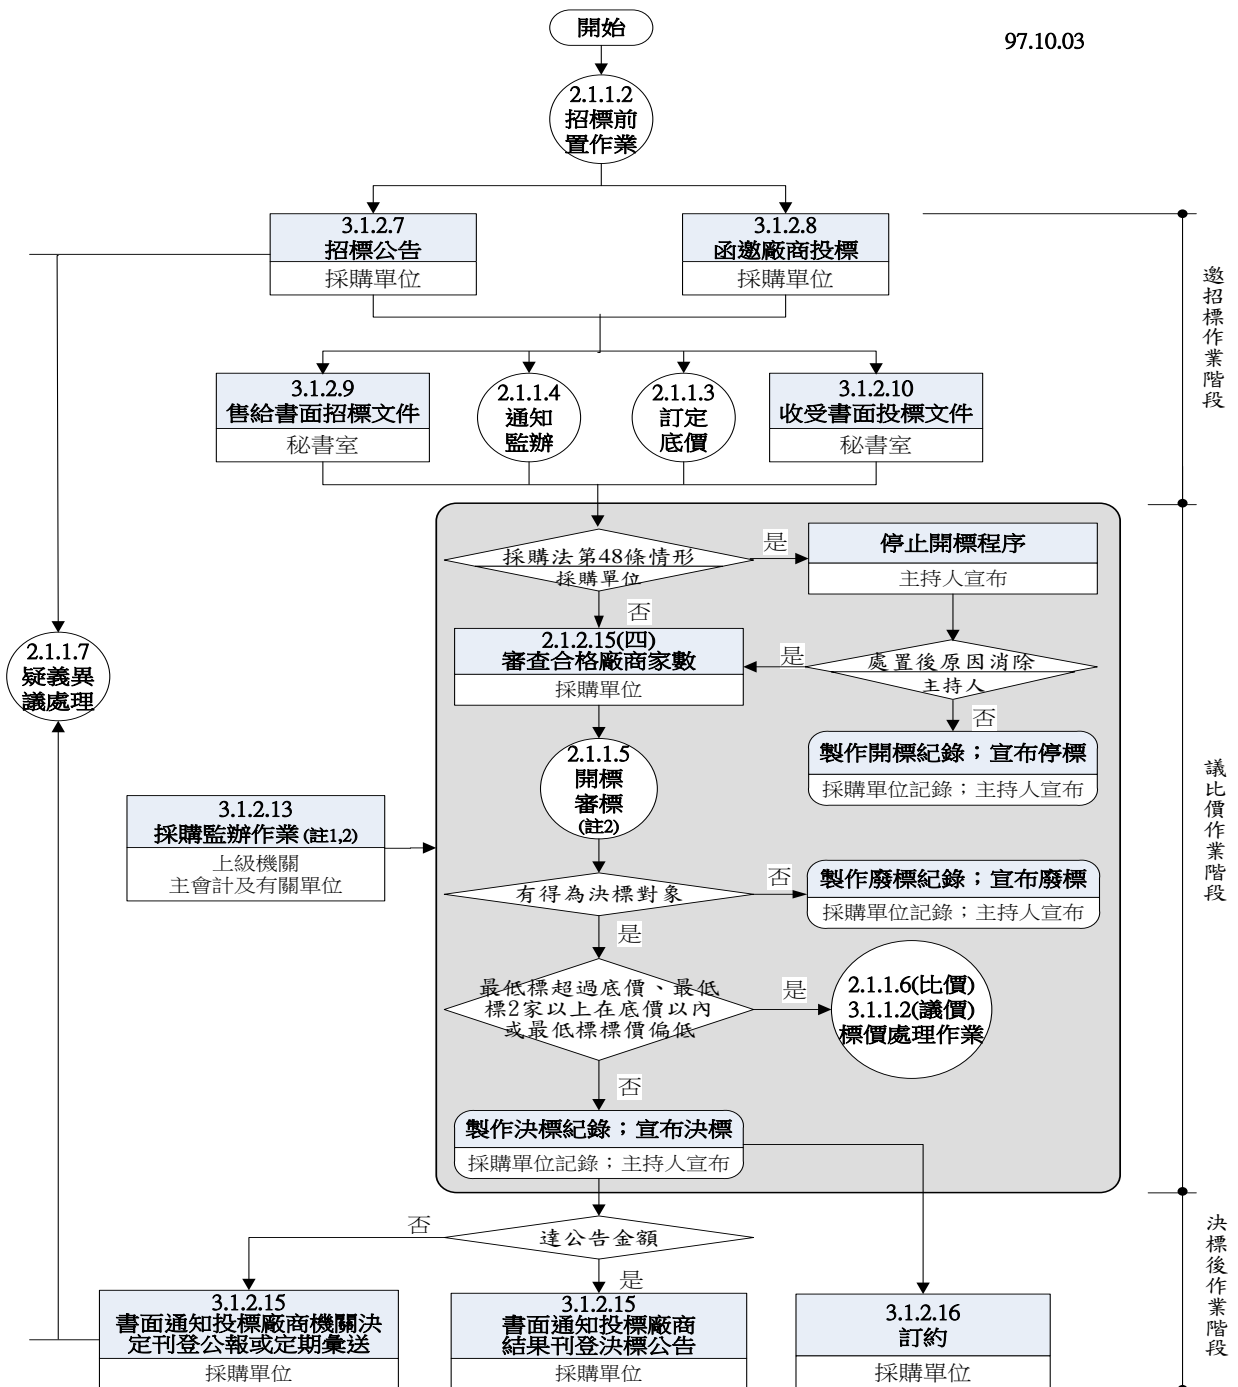 開始
97.10.03
2.1.1.2
招標前
置作業
3.1.2.7
招標公告
採購單位
3.1.2.8
函邀廠商投標
採購單位
邀招標作業階段
3.1.2.9
售給書面招標文件
秘書室
2.1.1.4
通知
監辦
2.1.1.3
訂定
底價
3.1.2.10
收受書面投標文件
秘書室
採購法第48條情形
採購單位
是
停止開標程序
主持人宣布
否
2.1.2.15(四)
審查合格廠商家數
採購單位
是
處置後原因消除
主持人
否
2.1.1.7
疑義異
議處理
製作開標紀錄；宣布停標
採購單位記錄；主持人宣布
2.1.1.5
開標
審標
(註2)
議比價作業階段
3.1.2.13
採購監辦作業(註1,2)
上級機關
主會計及有關單位
有得為決標對象
否
製作廢標紀錄；宣布廢標
採購單位記錄；主持人宣布
是
最低標超過底價、最低
標2家以上在底價以內
或最低標標價偏低
是
2.1.1.6(比價)
3.1.1.2(議價)
標價處理作業
否
製作決標紀錄；宣布決標
採購單位記錄；主持人宣布
達公告金額
否
是
決標後作業階段
3.1.2.15
書面通知投標廠商機關決
定刊登公報或定期彙送
採購單位
3.1.2.15
書面通知投標廠商
結果刊登決標公告
採購單位
3.1.2.16
訂約
採購單位